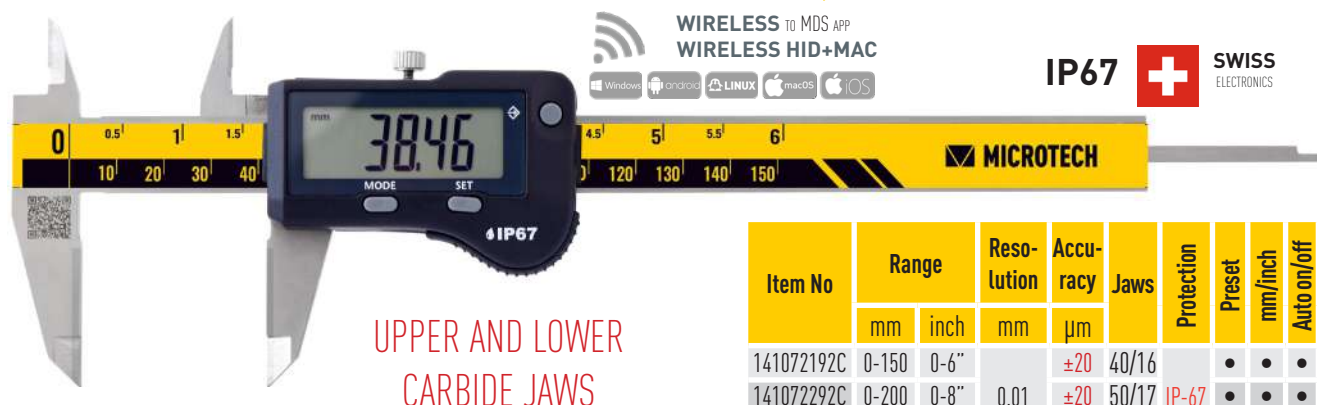 WIRELESS TO MDS APP
WIRELESS HID+MAC
Windows android LINUX macOS iOS
IP67
SWISS
ELECTRONICS
0 0.5 1 1.5 4.5 5 5.5 6
10 20 30 40 120 130 140 150
mm
38.46
MODE SET
IP67
MICROTECH
UPPER AND LOWER
CARBIDE JAWS
Item No Range Reso-lution Accu-racy Jaws Protection Preset mm/inch Auto on/off
mm inch mm µm
141072192C 0-150 0-6" ±20 40/16 • • •
141072292C 0-200 0-8" 0.01 ±20 50/17 IP-67 • • •